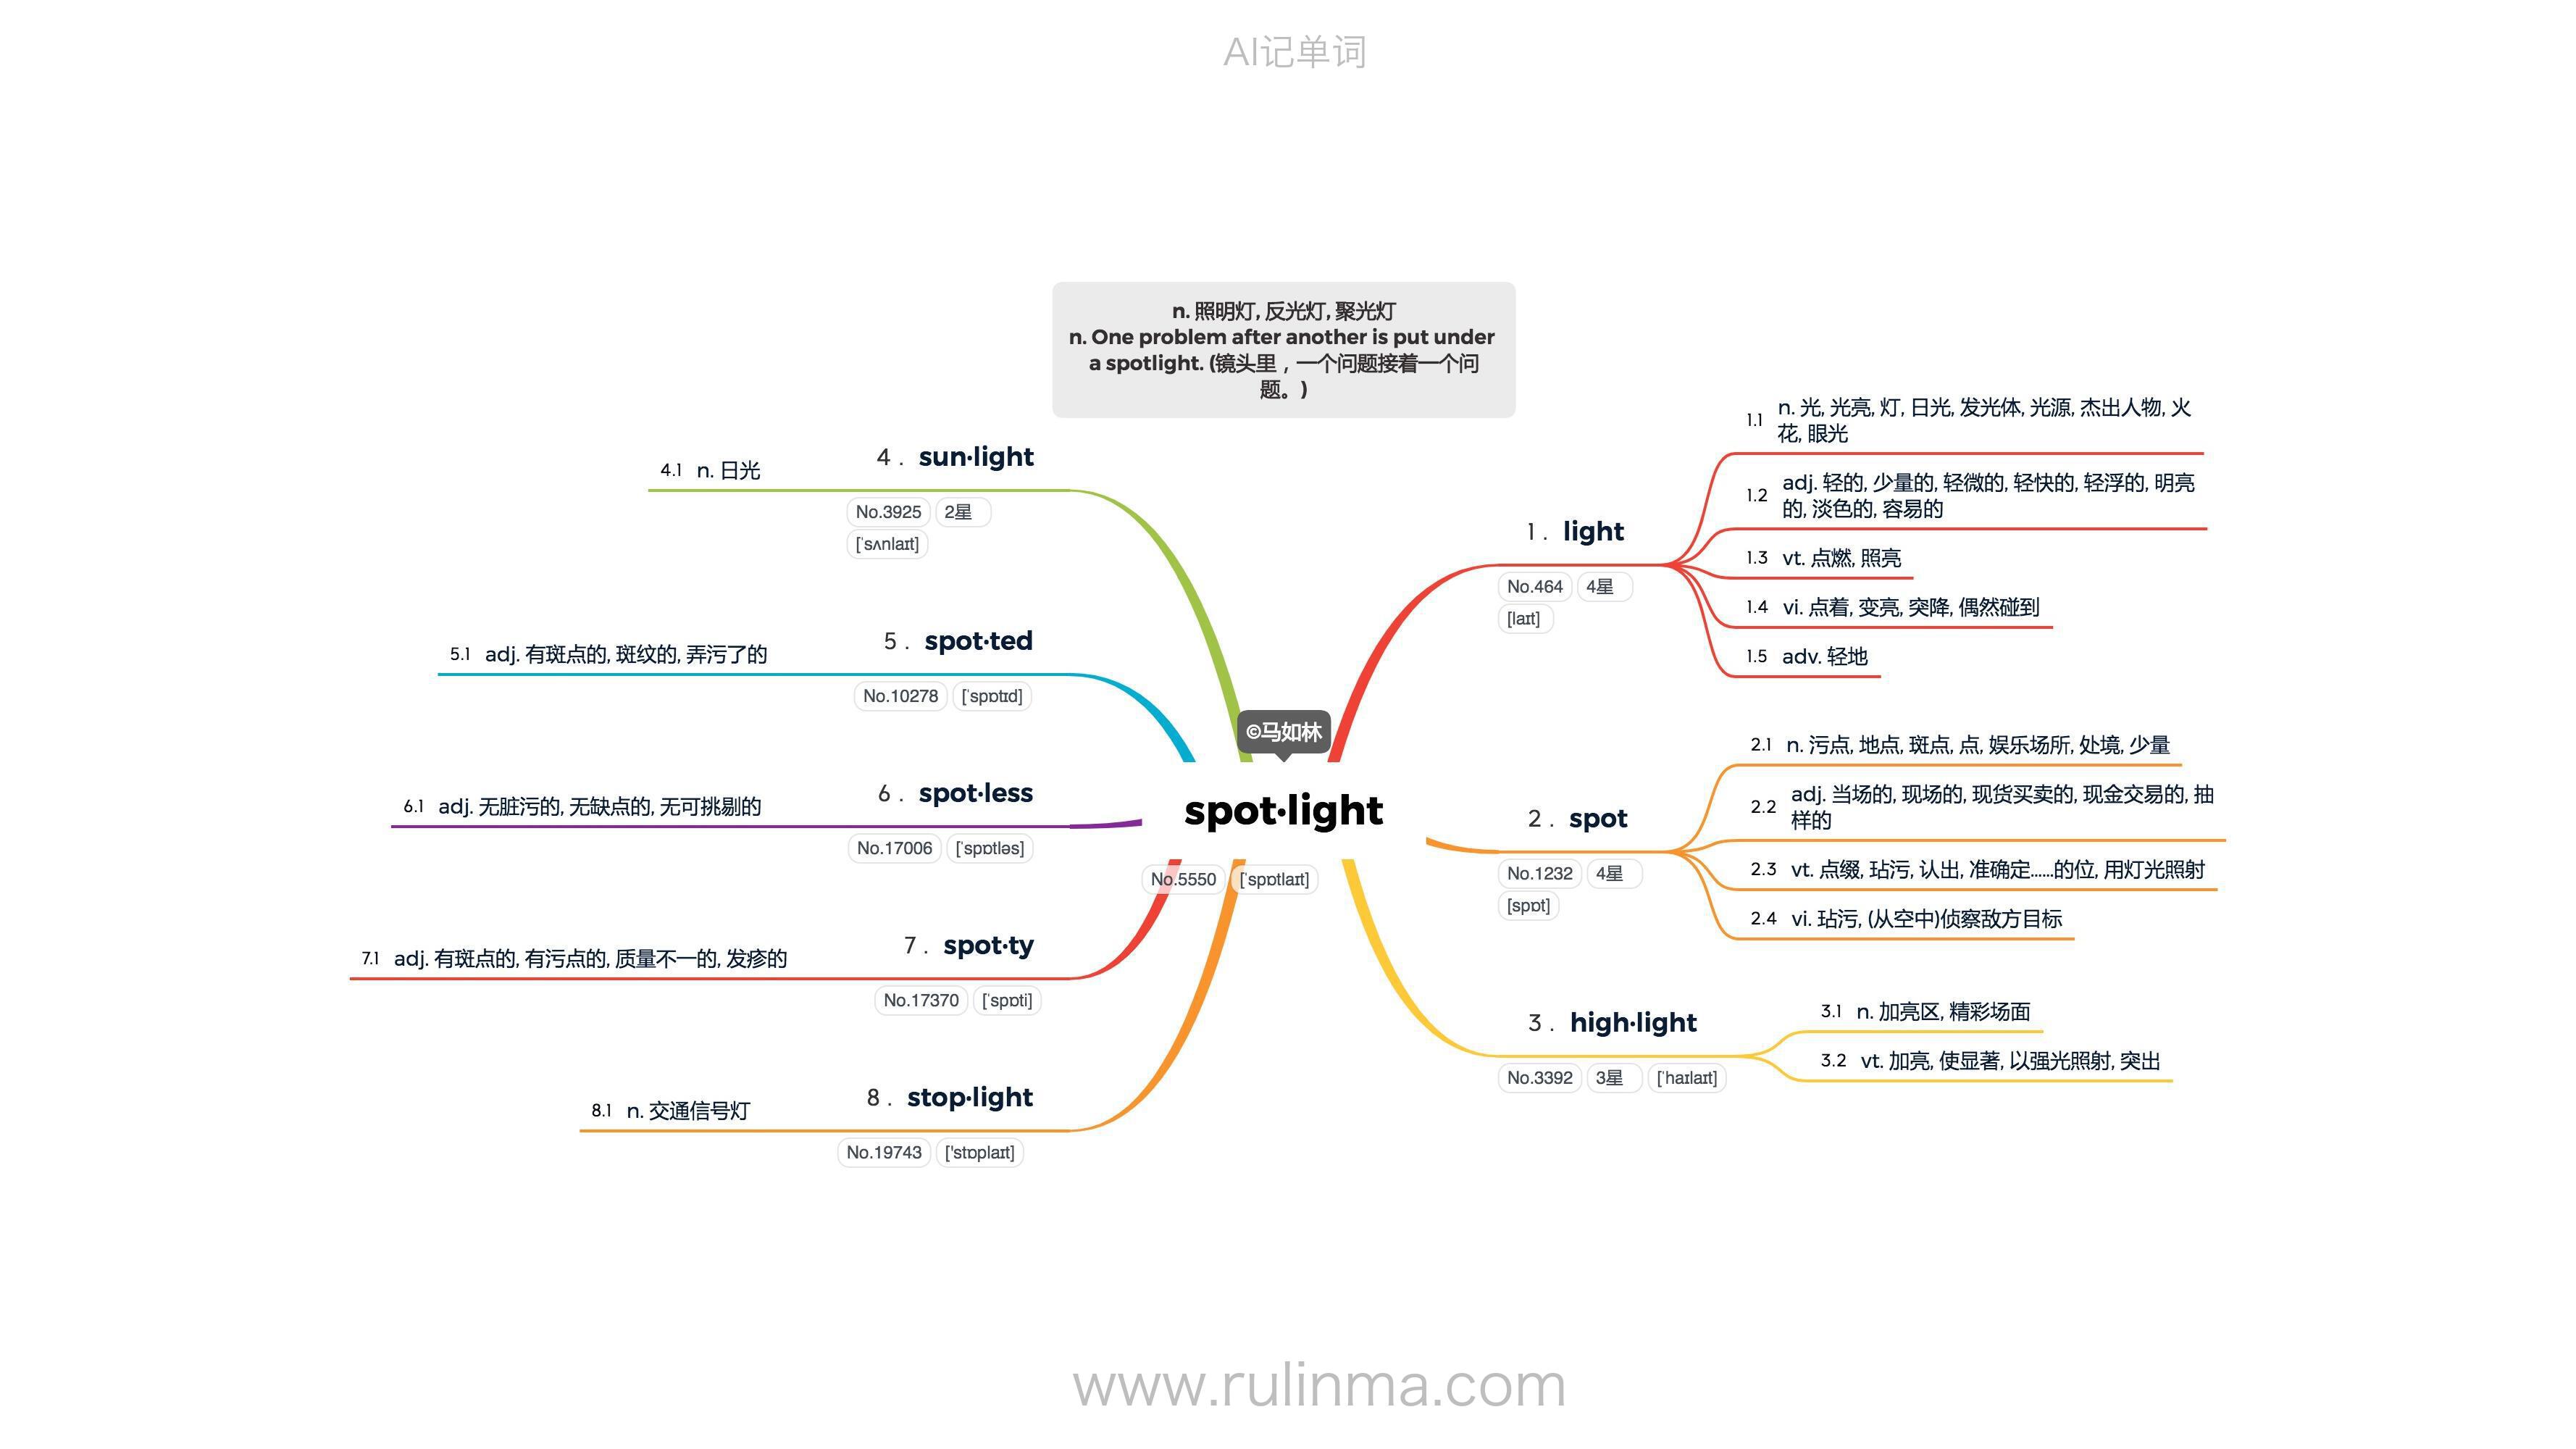 AI记单词
n. 照明灯, 反光灯, 聚光灯
n. One problem after another is put under
a spotlight. (镜头里，一个问题接着一个问
题。)
©马如林
spot·light
No.5550 [ˈspɒtlaɪt]
1. light
No.464 4星
[laɪt]
1.1 n. 光, 光亮, 灯, 日光, 发光体, 光源, 杰出人物, 火
花, 眼光
1.2 adj. 轻的, 少量的, 轻微的, 轻快的, 轻浮的, 明亮
的, 淡色的, 容易的
1.3 vt. 点燃, 照亮
1.4 vi. 点着, 变亮, 突降, 偶然碰到
1.5 adv. 轻地
2. spot
No.1232 4星
[spɒt]
2.1 n. 污点, 地点, 斑点, 点, 娱乐场所, 处境, 少量
2.2 adj. 当场的, 现场的, 现货买卖的, 现金交易的, 抽
样的
2.3 vt. 点缀, 玷污, 认出, 准确定……的位, 用灯光照射
2.4 vi. 玷污, (从空中)侦察敌方目标
3. high·light
No.3392 3星 [ˈhaɪlaɪt]
3.1 n. 加亮区, 精彩场面
3.2 vt. 加亮, 使显著, 以强光照射, 突出
4. sun·light
No.3925 2星
[ˈsʌnlaɪt]
4.1 n. 日光
5. spot·ted
No.10278 [ˈspɒtɪd]
5.1 adj. 有斑点的, 斑纹的, 弄污了的
6. spot·less
No.17006 [ˈspɒtləs]
6.1 adj. 无脏污的, 无缺点的, 无可挑剔的
7. spot·ty
No.17370 [ˈspɒti]
7.1 adj. 有斑点的, 有污点的, 质量不一的, 发疹的
8. stop·light
No.19743 [ˈstɒplaɪt]
8.1 n. 交通信号灯
www.rulinma.com